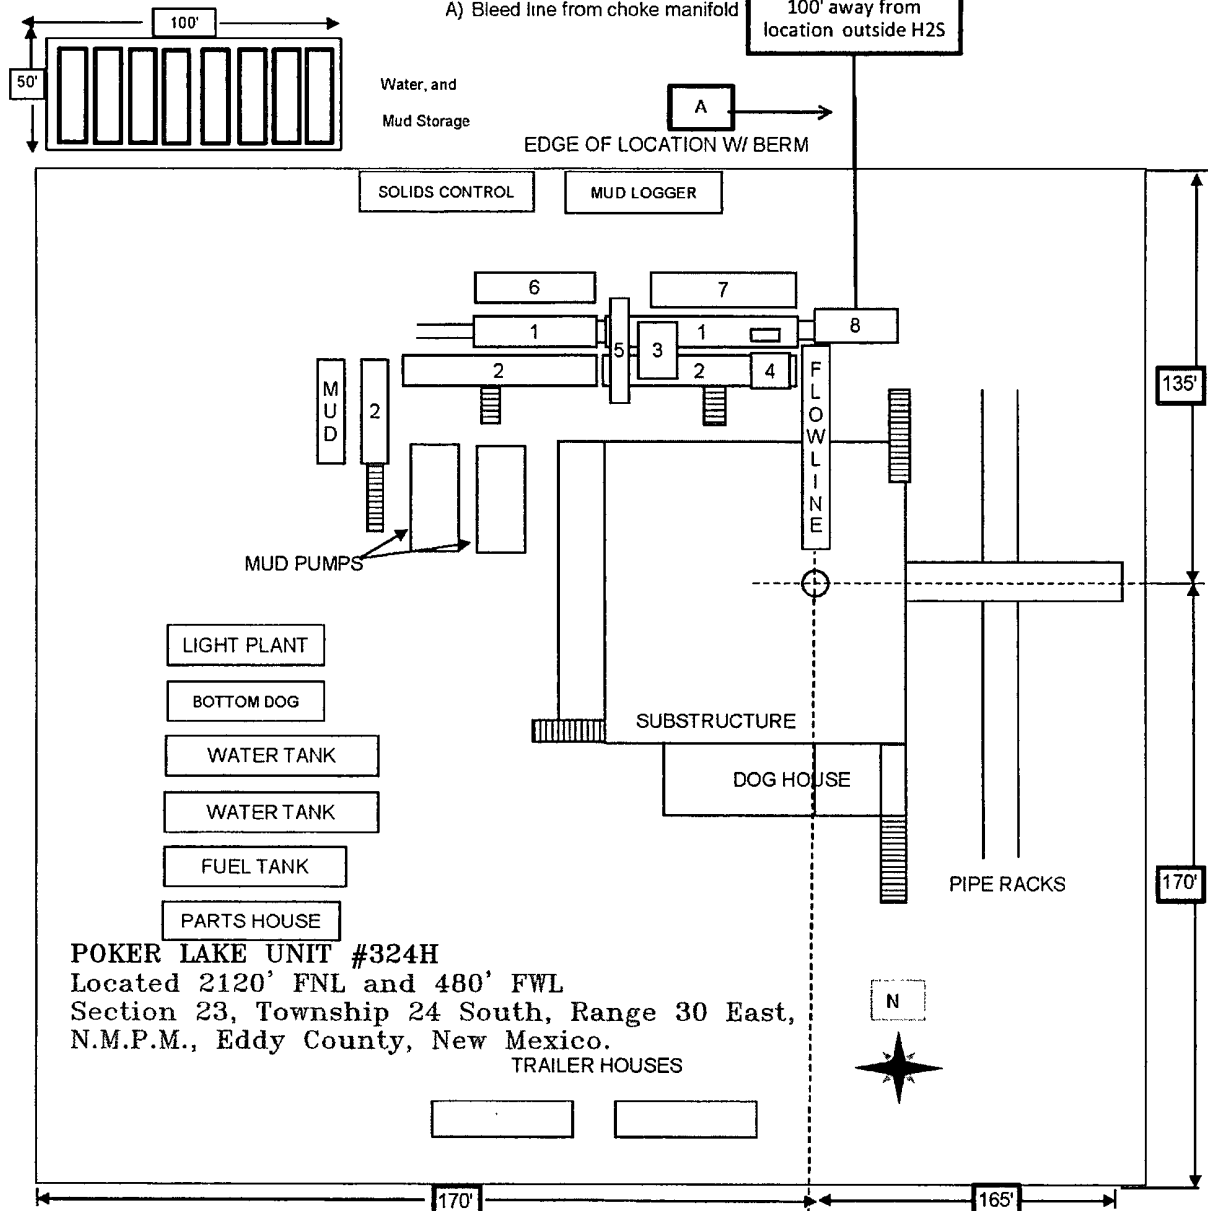 A) Bleed line from choke manifold
100' away from
location outside H2S
100'
50'
Water, and
Mud Storage
A
EDGE OF LOCATION W/ BERM
SOLIDS CONTROL
MUD LOGGER
6
7
1
1
8
5
3
2
2
4
MUD
2
FLOWLINE
135'
MUD PUMPS
LIGHT PLANT
BOTTOM DOG
SUBSTRUCTURE
WATER TANK
DOG HOUSE
WATER TANK
FUEL TANK
PIPE RACKS
170'
PARTS HOUSE
POKER LAKE UNIT #324H
Located 2120' FNL and 480' FWL
Section 23, Township 24 South, Range 30 East,
N.M.P.M., Eddy County, New Mexico.
N
TRAILER HOUSES
170'
165'